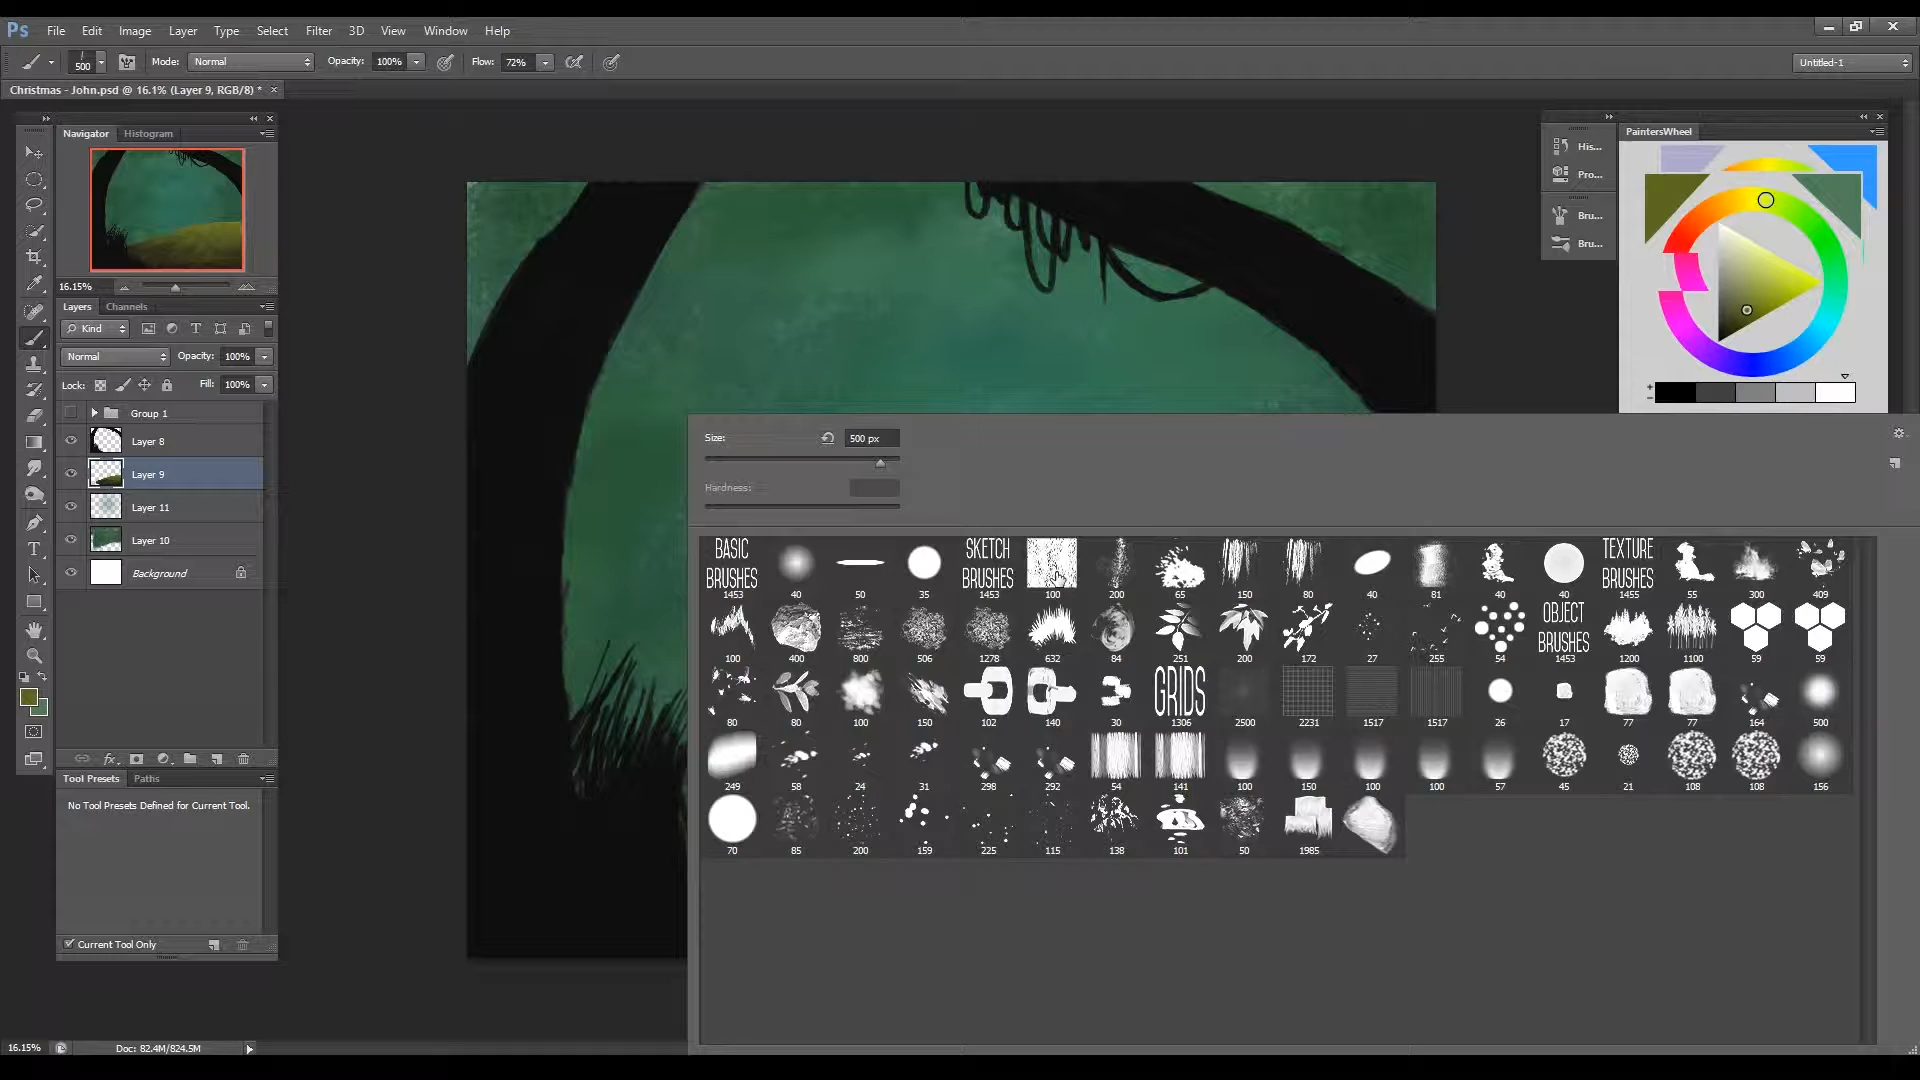 Ps File Edit Image Layer Type Select Filter 3D View Window Help
500 Mode: Normal Opacity: 100% Flow: 72% Untitled-1
Christmas - John.psd @ 16.1% (Layer 9, RGB/8) *
Navigator Histogram
16.15%
Layers Channels
Kind
Normal Opacity: 100%
Lock: Fill: 100%
Group 1
Layer 8
Layer 9
Layer 11
Layer 10
Background
fx
Tool Presets Paths
No Tool Presets Defined for Current Tool.
Current Tool Only
16.15% Doc: 82.4M/824.5M
His...
Pro...
Bru...
Bru...
PaintersWheel
Size: 500 px
Hardness:
BASIC BRUSHES SKETCH BRUSHES TEXTURE BRUSHES
1453 40 50 35 1453 100 200 65 150 80 40 81 40 40 1455 55 300 409
OBJECT BRUSHES
100 400 800 506 1278 632 84 251 200 172 27 255 54 1453 1200 1100 59 59
GRIDS
80 80 100 150 102 140 30 1306 2500 2231 1517 1517 26 17 77 77 164 500
249 58 24 31 298 292 54 141 100 150 100 100 57 45 21 108 108 156
70 85 200 159 225 115 138 101 50 1985